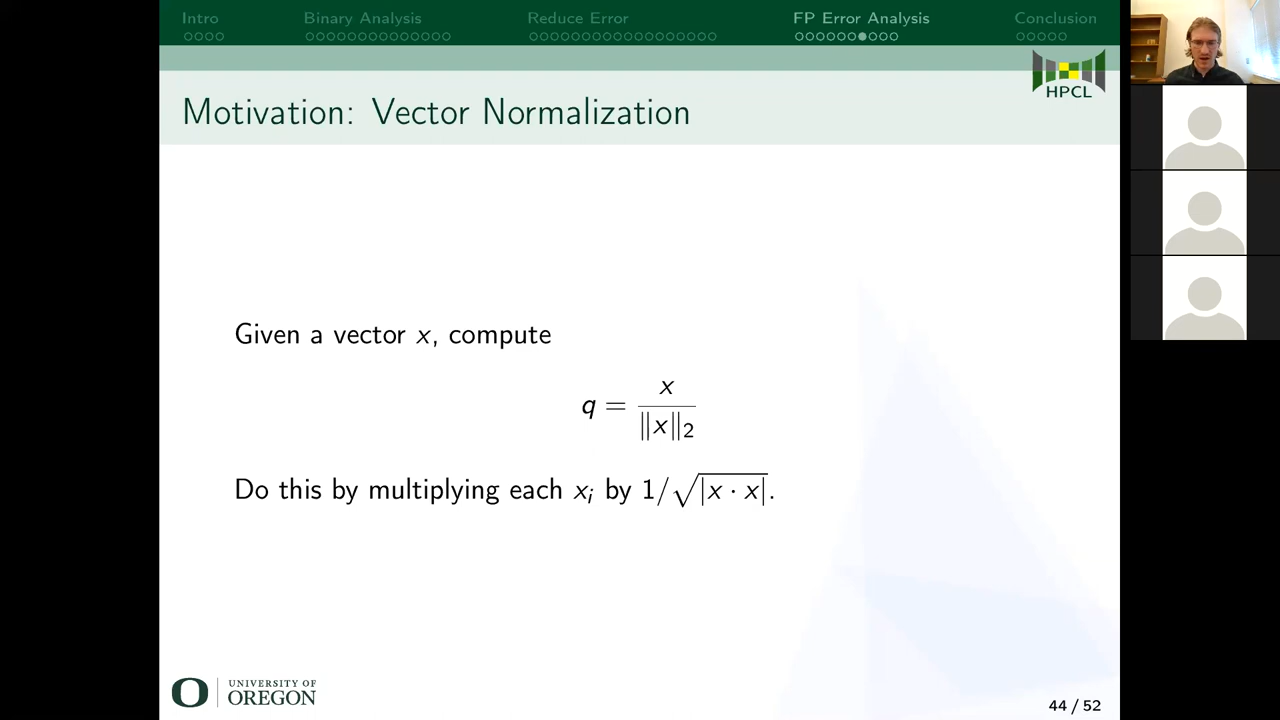 Intro Binary Analysis Reduce Error FP Error Analysis Conclusion
HPCL
Motivation: Vector Normalization
Given a vector x, compute
q = x / ‖x‖₂
Do this by multiplying each xᵢ by 1/√|x · x|.
UNIVERSITY OF
OREGON
44 / 52